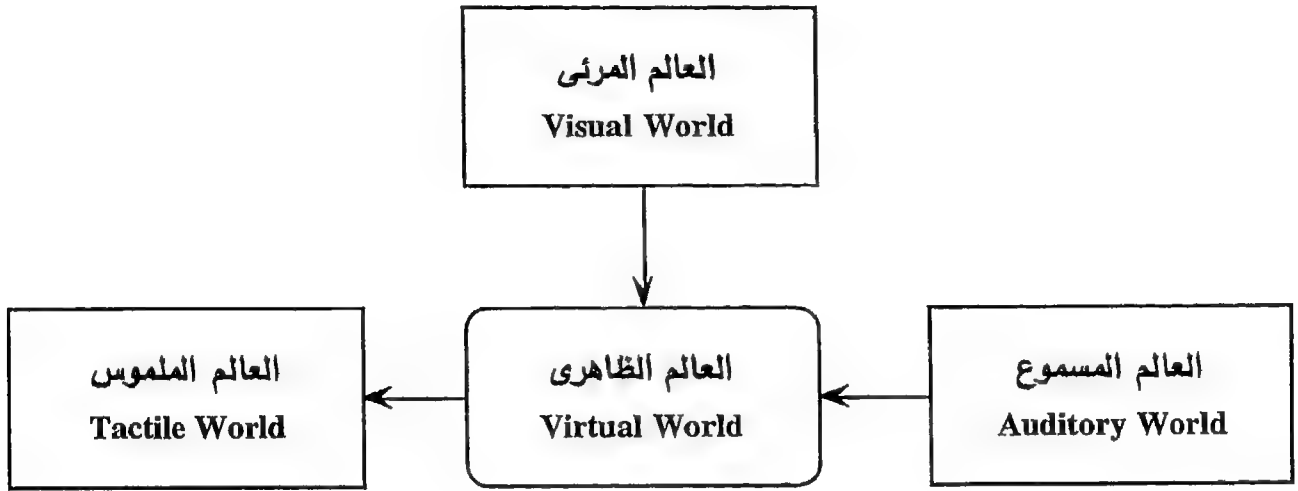 العالم المرئى
Visual World
العالم المسموع
Auditory World
العالم الظاهرى
Virtual World
العالم الملموس
Tactile World